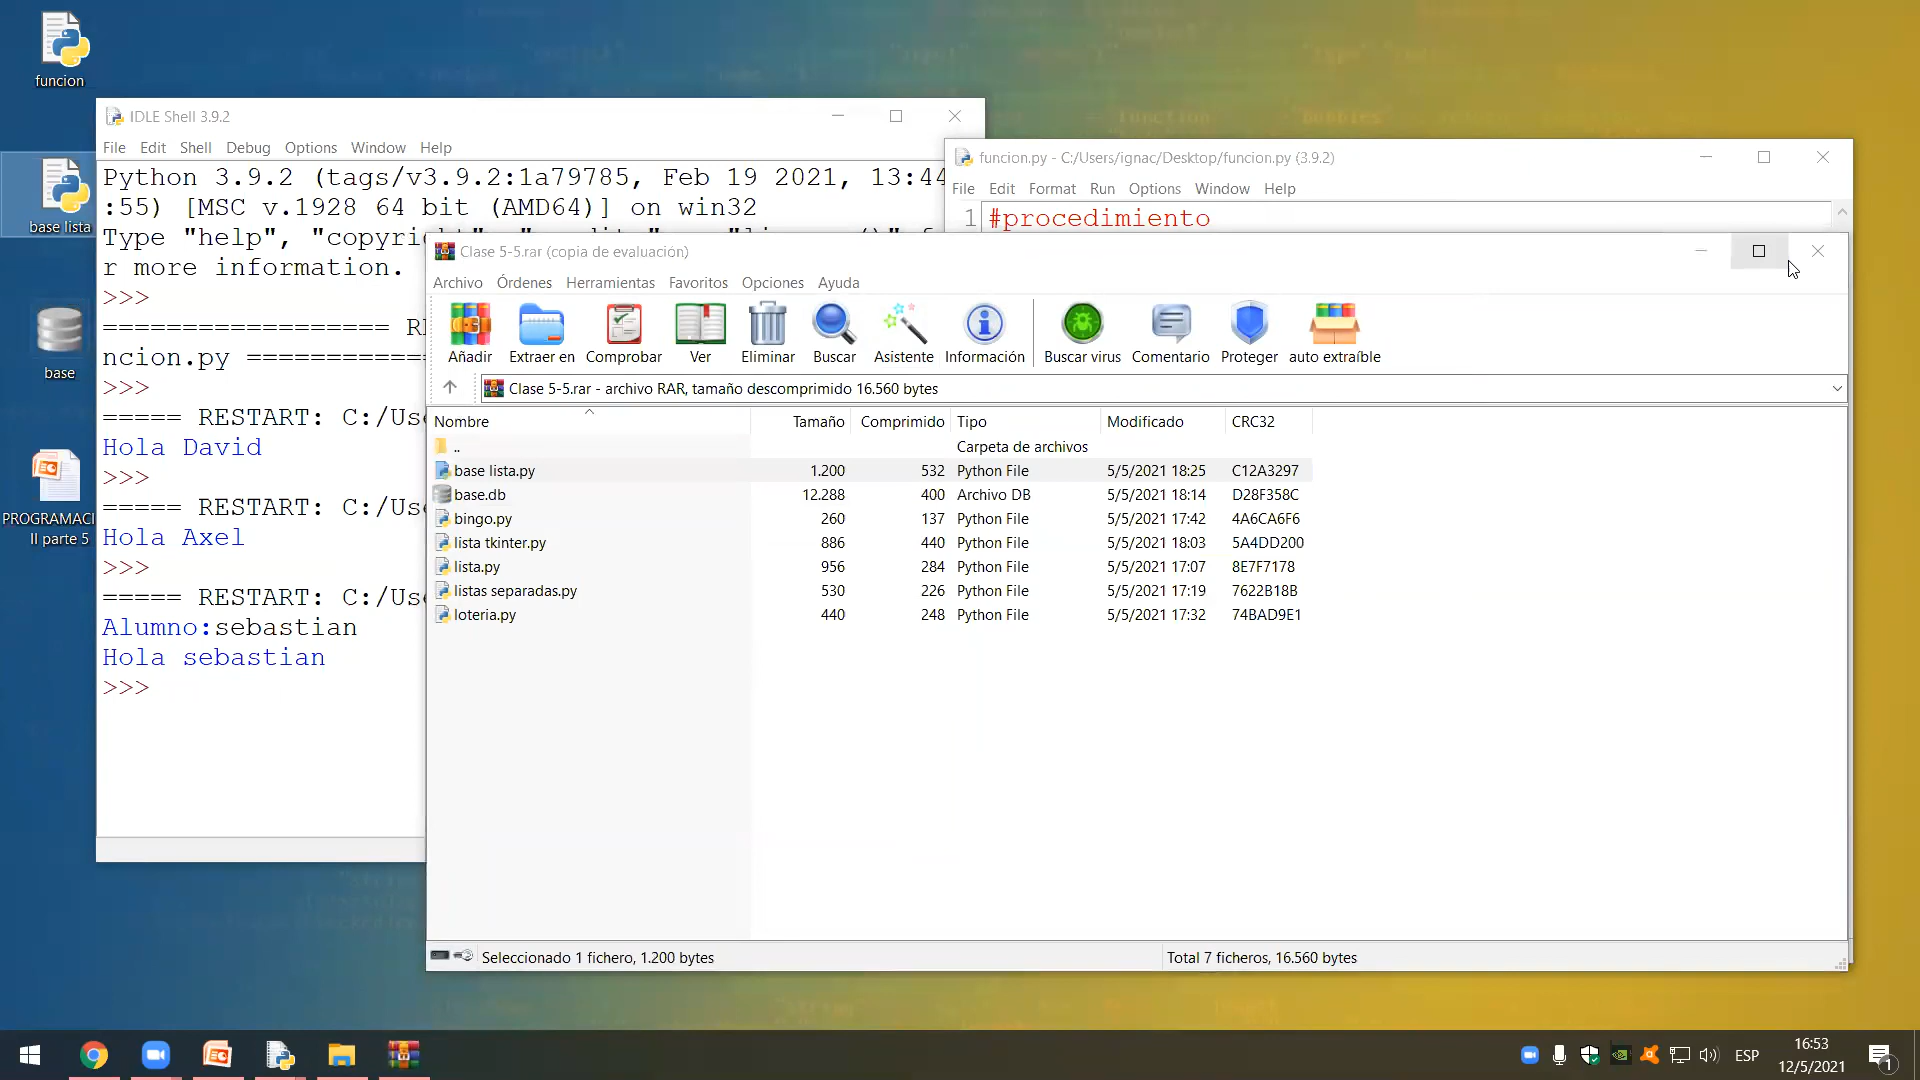 funcion
base lista
base
PROGRAMACI
II parte 5
IDLE Shell 3.9.2
File Edit Shell Debug Options Window Help
Python 3.9.2 (tags/v3.9.2:1a79785, Feb 19 2021, 13:44
:55) [MSC v.1928 64 bit (AMD64)] on win32
Type "help", "copyrig
r more information.
>>>
================== RE
ncion.py ============
>>>
===== RESTART: C:/Use
Hola David
>>>
===== RESTART: C:/Use
Hola Axel
>>>
===== RESTART: C:/Use
Alumno:sebastian
Hola sebastian
>>>
funcion.py - C:/Users/ignac/Desktop/funcion.py (3.9.2)
File Edit Format Run Options Window Help
1 #procedimiento
Clase 5-5.rar (copia de evaluación)
Archivo Órdenes Herramientas Favoritos Opciones Ayuda
Añadir Extraer en Comprobar Ver Eliminar Buscar Asistente Información Buscar virus Comentario Proteger auto extraíble
Clase 5-5.rar - archivo RAR, tamaño descomprimido 16.560 bytes
Nombre Tamaño Comprimido Tipo Modificado CRC32
.. Carpeta de archivos
base lista.py 1.200 532 Python File 5/5/2021 18:25 C12A3297
base.db 12.288 400 Archivo DB 5/5/2021 18:14 D28F358C
bingo.py 260 137 Python File 5/5/2021 17:42 4A6CA6F6
lista tkinter.py 886 440 Python File 5/5/2021 18:03 5A4DD200
lista.py 956 284 Python File 5/5/2021 17:07 8E7F7178
listas separadas.py 530 226 Python File 5/5/2021 17:19 7622B18B
loteria.py 440 248 Python File 5/5/2021 17:32 74BAD9E1
Seleccionado 1 fichero, 1.200 bytes
Total 7 ficheros, 16.560 bytes
ESP
16:53
12/5/2021
1